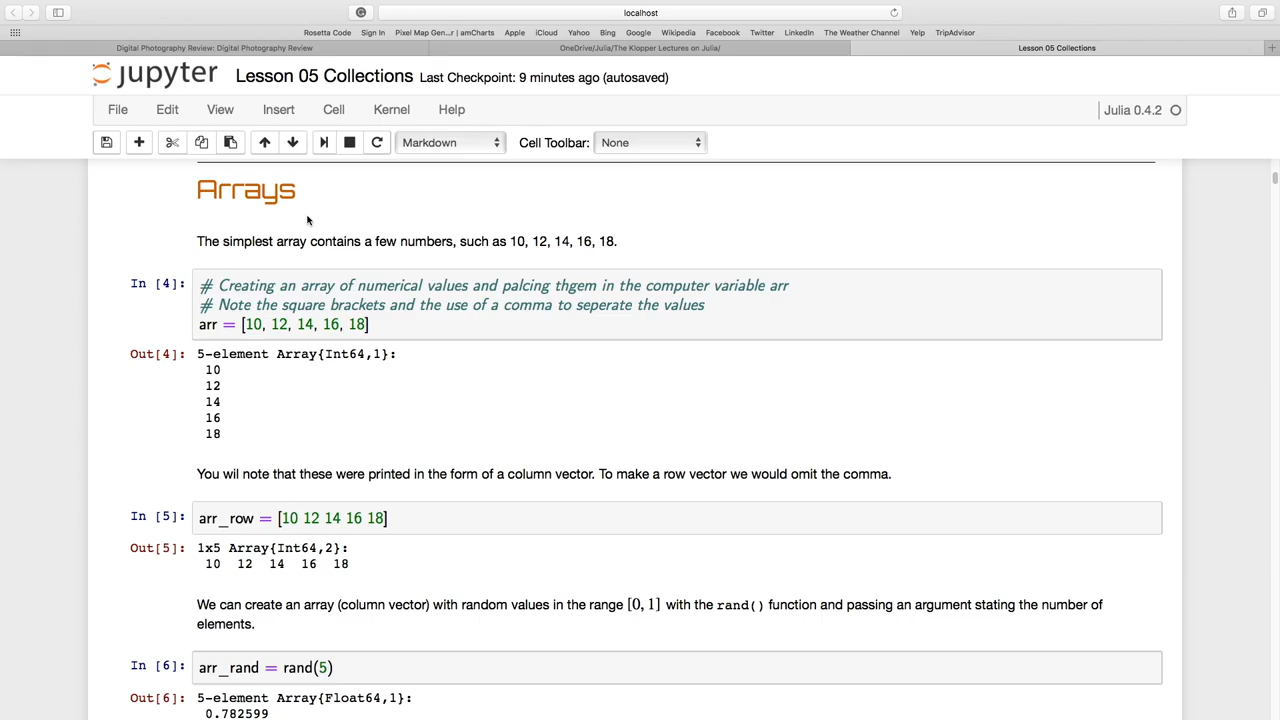 localhost
Rosetta Code Sign In Pixel Map Gen...r | amCharts Apple iCloud Yahoo Bing Google Wikipedia Facebook Twitter LinkedIn The Weather Channel Yelp TripAdvisor
Digital Photography Review: Digital Photography Review OneDrive/Julia/The Klopper Lectures on Julia/ Lesson 05 Collections
jupyter Lesson 05 Collections Last Checkpoint: 9 minutes ago (autosaved)
File Edit View Insert Cell Kernel Help Julia 0.4.2
Markdown Cell Toolbar: None
Arrays
The simplest array contains a few numbers, such as 10, 12, 14, 16, 18.
In [4]: # Creating an array of numerical values and palcing thgem in the computer variable arr
# Note the square brackets and the use of a comma to seperate the values
arr = [10, 12, 14, 16, 18]
Out[4]: 5-element Array{Int64,1}:
10
12
14
16
18
You wil note that these were printed in the form of a column vector. To make a row vector we would omit the comma.
In [5]: arr_row = [10 12 14 16 18]
Out[5]: 1x5 Array{Int64,2}:
10 12 14 16 18
We can create an array (column vector) with random values in the range [0, 1] with the rand() function and passing an argument stating the number of
elements.
In [6]: arr_rand = rand(5)
Out[6]: 5-element Array{Float64,1}:
0.782599